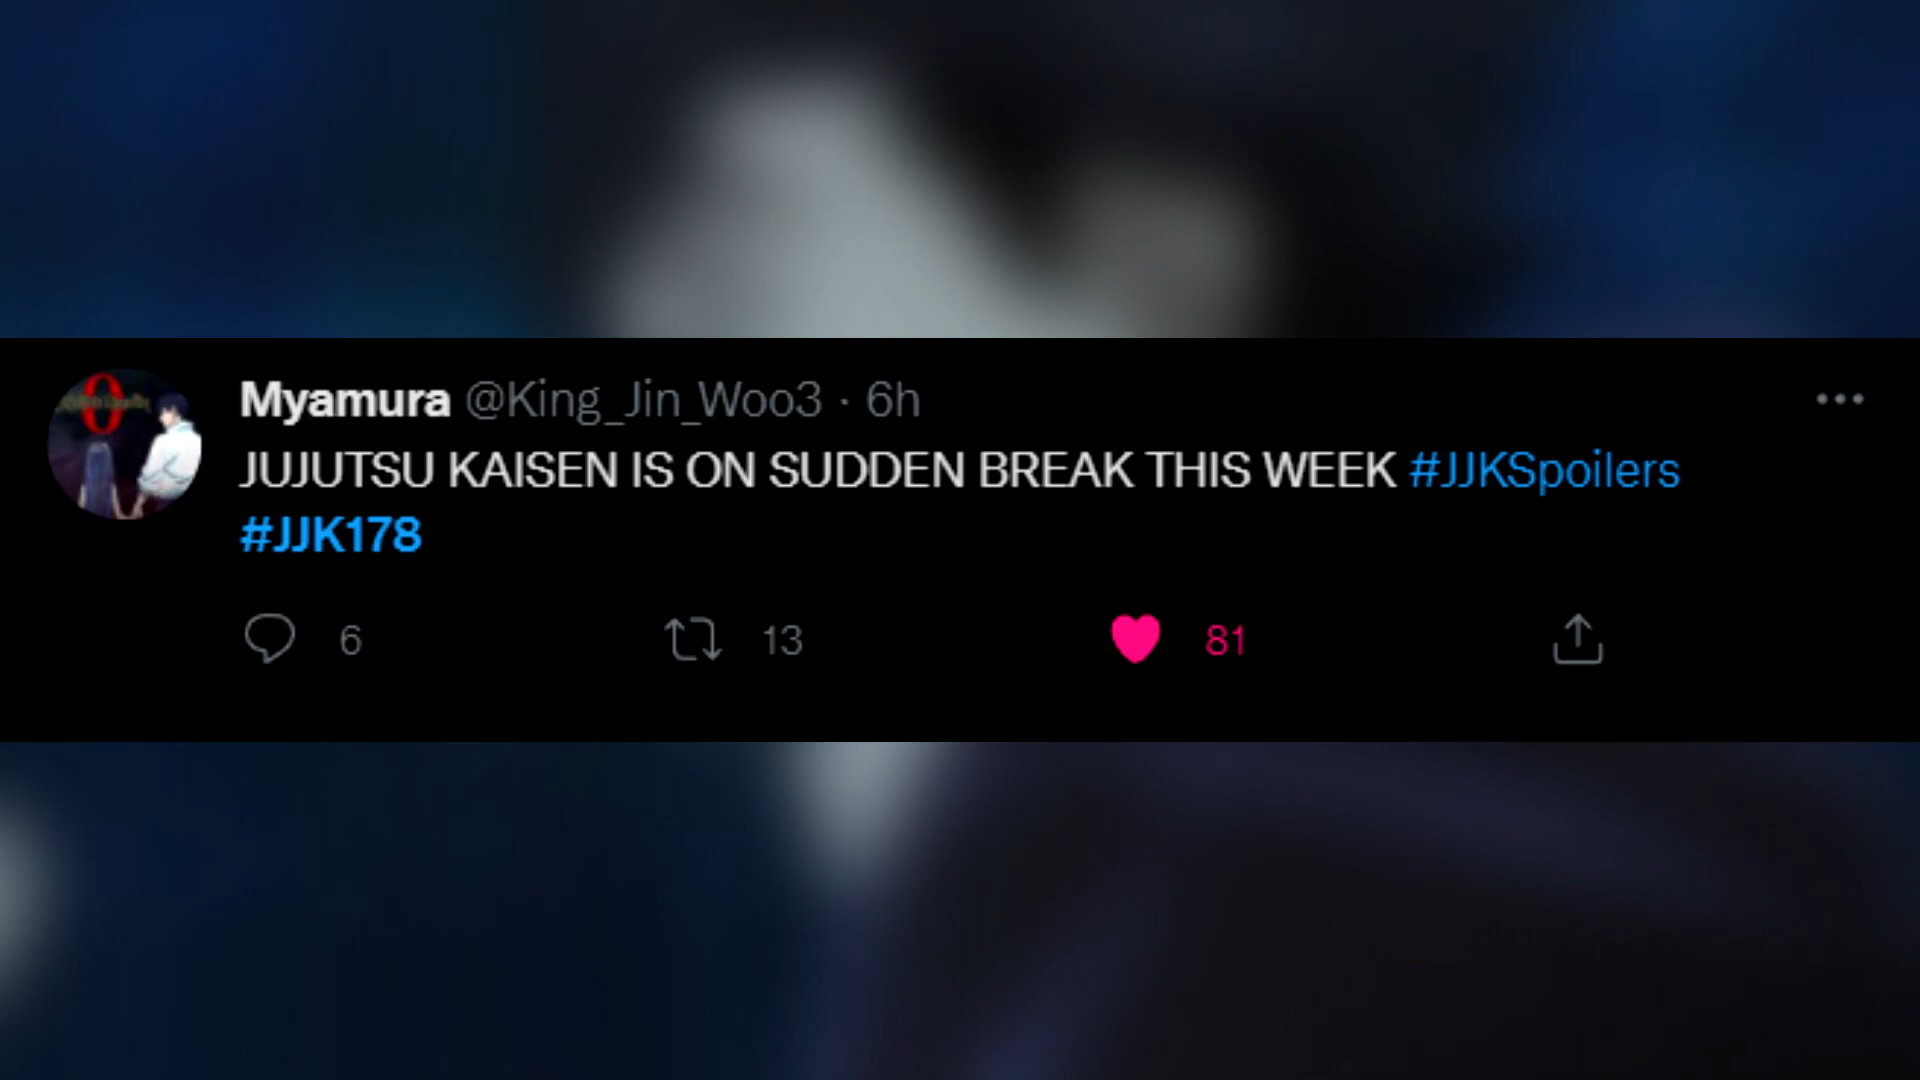 Myamura @King_Jin_Woo3 · 6h
JUJUTSU KAISEN IS ON SUDDEN BREAK THIS WEEK #JJKSpoilers
#JJK178
6 13 81